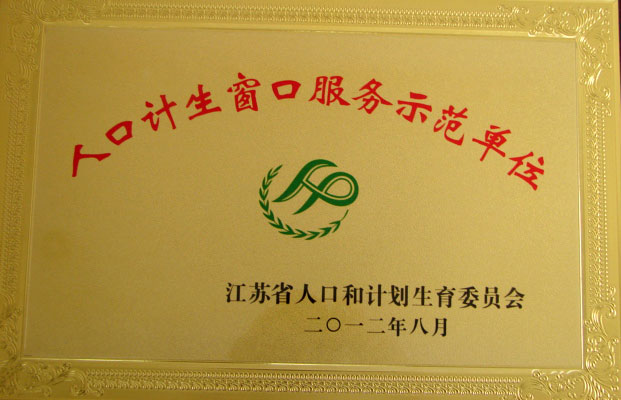 人口计生窗口服务示范单位
江苏省人口和计划生育委员会
二〇一二年八月